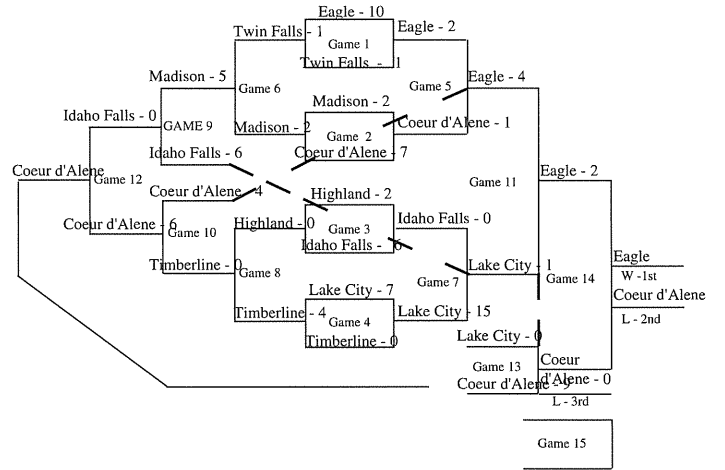 Eagle - 10
Twin Falls - 1
Eagle - 2
Game 1
Twin Falls - 1
Madison - 5
Game 6
Game 5
Eagle - 4
Madison - 2
Idaho Falls - 0
GAME 9
Madison - 2
Game 2
Coeur d'Alene - 1
Idaho Falls - 6
Coeur d'Alene - 7
Coeur d'Alene
Game 12
Game 11
Eagle - 2
Coeur d'Alene - 4
Highland - 2
Coeur d'Alene - 6
Game 10
Highland - 0
Game 3
Idaho Falls - 0
Idaho Falls - 6
Timberline - 0
Game 8
Game 7
Lake City - 1
Game 14
Eagle
W -1st
Lake City - 7
Coeur d'Alene
Timberline - 4
Game 4
Lake City - 15
L - 2nd
Timberline - 0
Lake City - 0
Game 13
Coeur
d'Alene - 0
Coeur d'Alene - 9
L - 3rd
Game 15